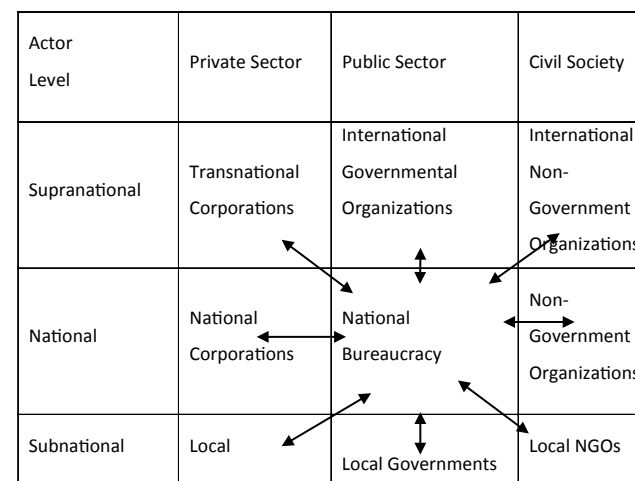 Actor
Level
Private Sector
Public Sector
Civil Society
Supranational
Transnational
Corporations
International
Governmental
Organizations
International
Non-
Government
Organizations
National
National
Corporations
National
Bureaucracy
Non-
Government
Organizations
Subnational
Local
Local Governments
Local NGOs